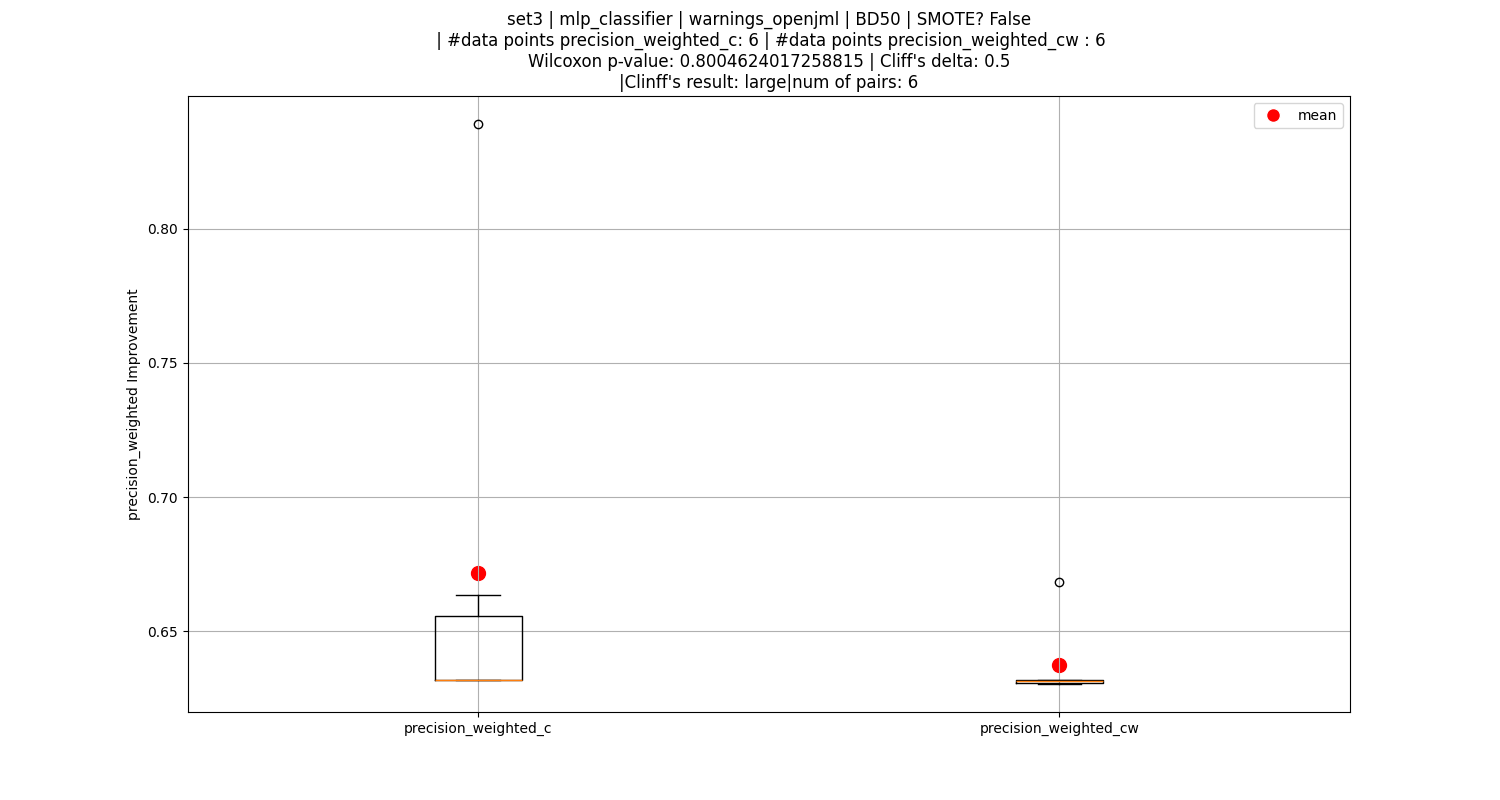 set3 | mlp_classifier | warnings_openjml | BD50 | SMOTE? False
| #data points precision_weighted_c: 6 | #data points precision_weighted_cw : 6
Wilcoxon p-value: 0.8004624017258815 | Cliff's delta: 0.5
|Clinff's result: large|num of pairs: 6
mean
0.80
0.75
0.70
0.65
precision_weighted Improvement
precision_weighted_c
precision_weighted_cw